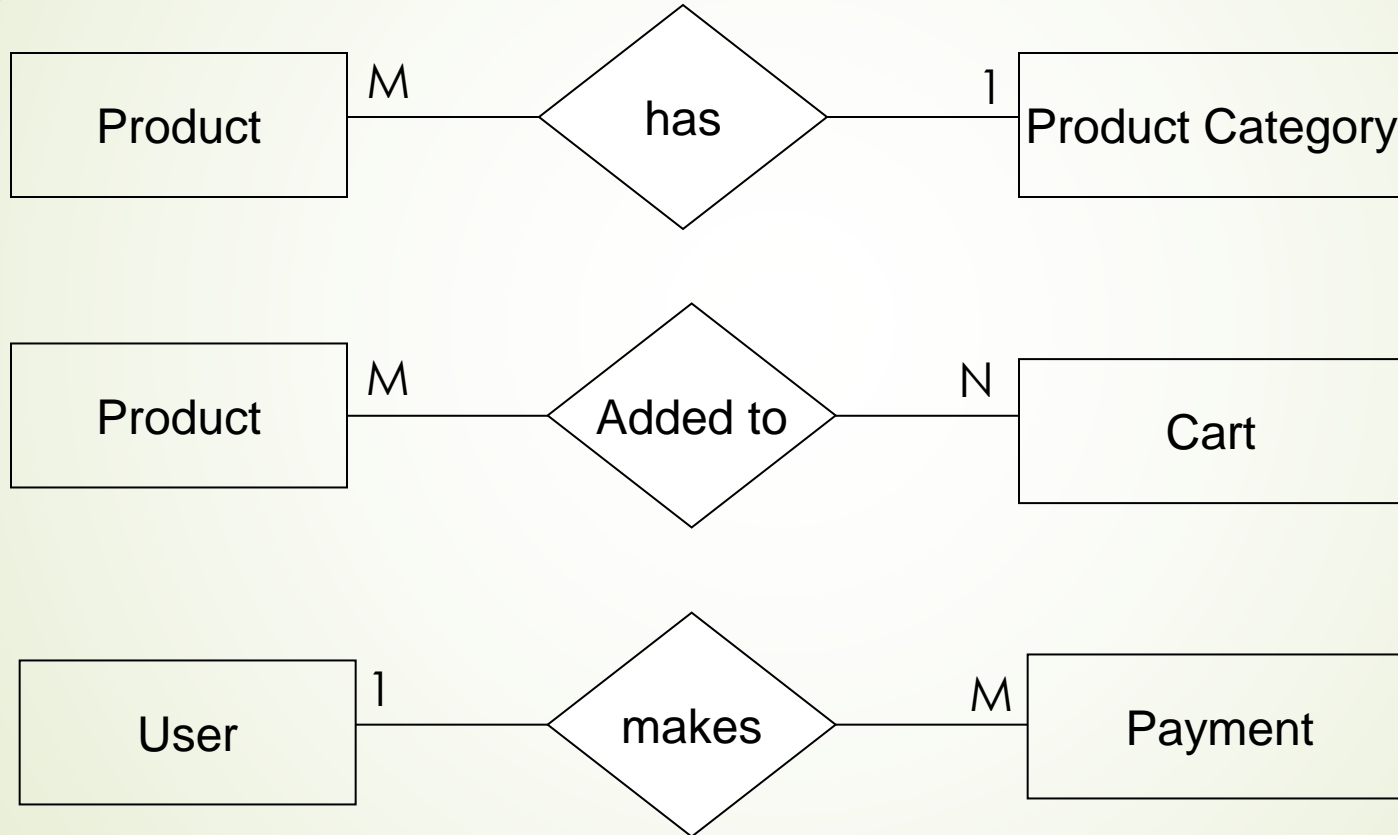 M
1
Product
has
Product Category
M
N
Product
Added to
Cart
1
M
User
makes
Payment